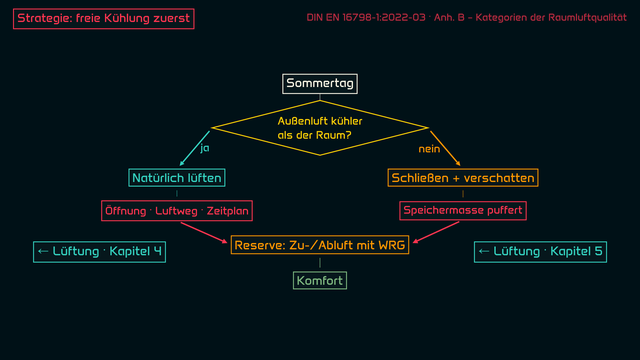 Strategie: freie Kühlung zuerst
DIN EN 16798-1:2022-03 · Anh. B – Kategorien der Raumluftqualität
Sommertag
Außenluft kühler
als der Raum?
ja
nein
Natürlich lüften
Schließen + verschatten
Öffnung · Luftweg · Zeitplan
Speichermasse puffert
Reserve: Zu-/Abluft mit WRG
← Lüftung · Kapitel 4
← Lüftung · Kapitel 5
Komfort